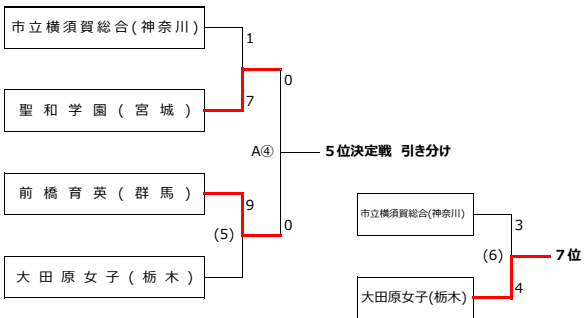 市立横須賀総合(神奈川)
1
0
聖和学園(宮城)
7
A④
5位決定戦 引き分け
前橋育英(群馬)
9
0
(5)
大田原女子(栃木)
市立横須賀総合(神奈川)
3
(6)
7位
大田原女子(栃木)
4